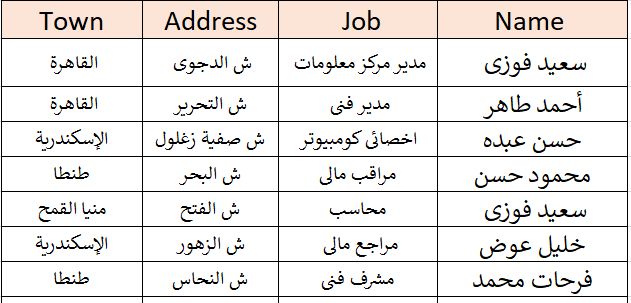 Town Address Job Name
سعيد فوزى مدير مركز معلومات ش الدجوى القاهرة
أحمد طاهر مدير فنى ش التحرير القاهرة
حسن عبده اخصائى كومبيوتر ش صفية زغلول الإسكندرية
محمود حسن مراقب مالى ش البحر طنطا
سعيد فوزى محاسب ش الفتح منيا القمح
خليل عوض مراجع مالى ش الزهور الإسكندرية
فرحات محمد مشرف فنى ش النحاس طنطا